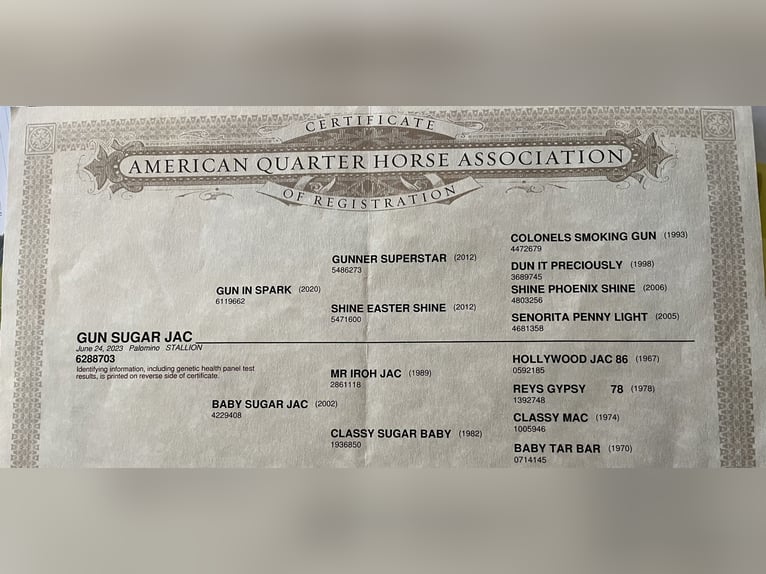 CERTIFICATE
AMERICAN QUARTER HORSE ASSOCIATION
OF REGISTRATION
COLONELS SMOKING GUN (1993)
4472679
GUNNER SUPERSTAR (2012)
5486273
DUN IT PRECIOUSLY (1998)
3689745
GUN IN SPARK (2020)
6119662
SHINE PHOENIX SHINE (2006)
4803256
SHINE EASTER SHINE (2012)
5471600
SENORITA PENNY LIGHT (2005)
4681358
GUN SUGAR JAC
June 24, 2023 Palomino STALLION
6288703
Identifying information, including genetic health panel test
results, is printed on reverse side of certificate.
HOLLYWOOD JAC 86 (1967)
0592185
MR IROH JAC (1989)
2861118
REYS GYPSY 78 (1978)
1392748
BABY SUGAR JAC (2002)
4229408
CLASSY MAC (1974)
1005946
CLASSY SUGAR BABY (1982)
1936850
BABY TAR BAR (1970)
0714145